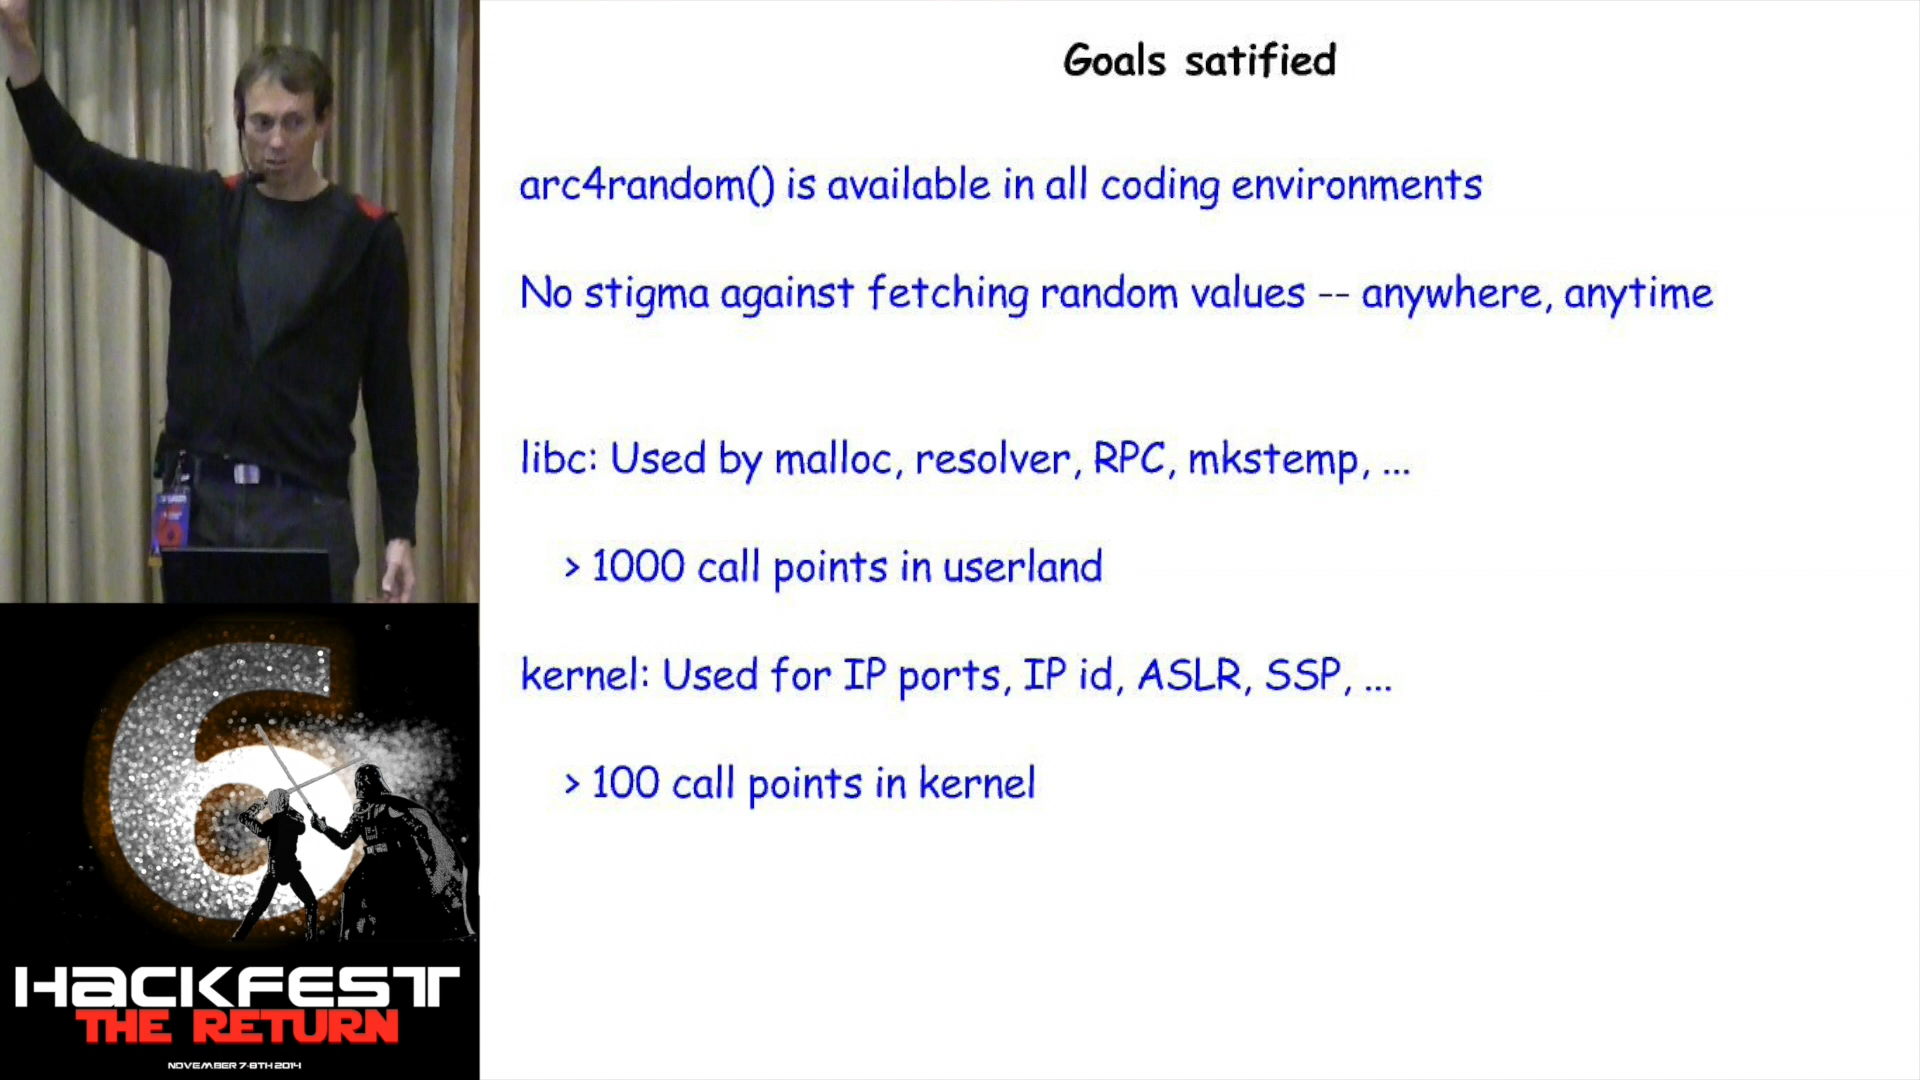 Goals satified
arc4random() is available in all coding environments
No stigma against fetching random values -- anywhere, anytime
libc: Used by malloc, resolver, RPC, mkstemp, ...
> 1000 call points in userland
kernel: Used for IP ports, IP id, ASLR, SSP, ...
> 100 call points in kernel
6
HACKFEST
THE RETURN
NOVEMBER 7-8TH 2014